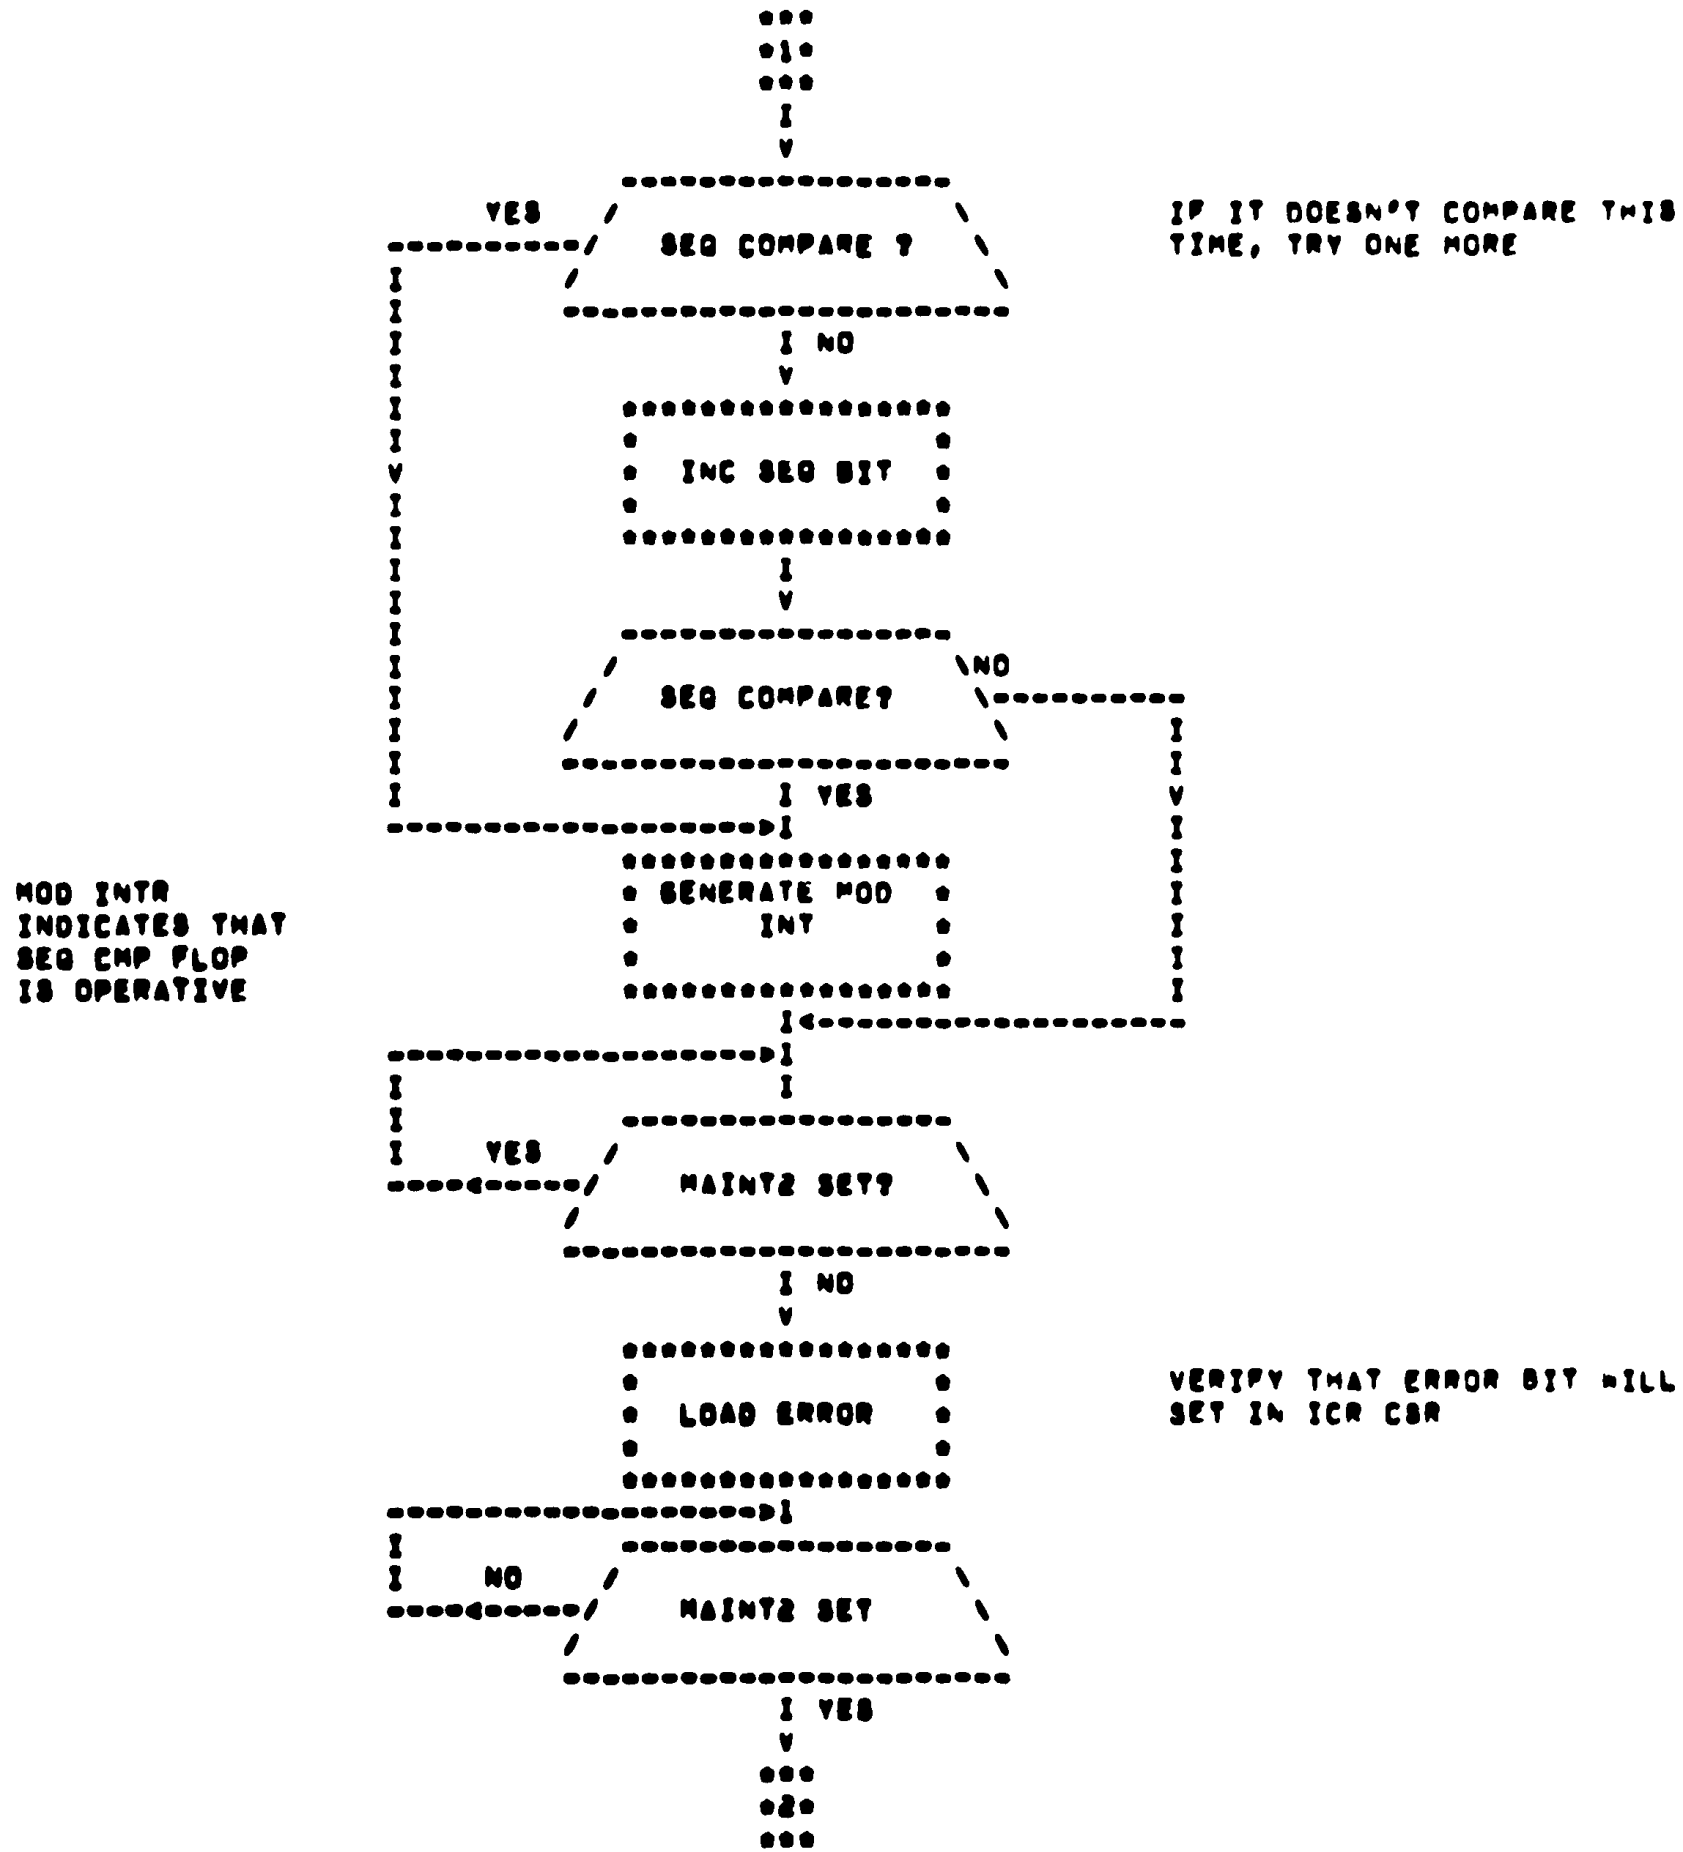 1
YES
SEQ COMPARE ?
IF IT DOESN'T COMPARE THIS
TIME, TRY ONE MORE
NO
INC SEQ BIT
NO
SEQ COMPARE?
YES
GENERATE MOD
INT
MOD INTR
INDICATES THAT
SEQ CMP FLOP
IS OPERATIVE
YES
MAINT2 SET?
NO
LOAD ERROR
VERIFY THAT ERROR BIT WILL
SET IN ICR CSR
NO
MAINT2 SET
YES
2